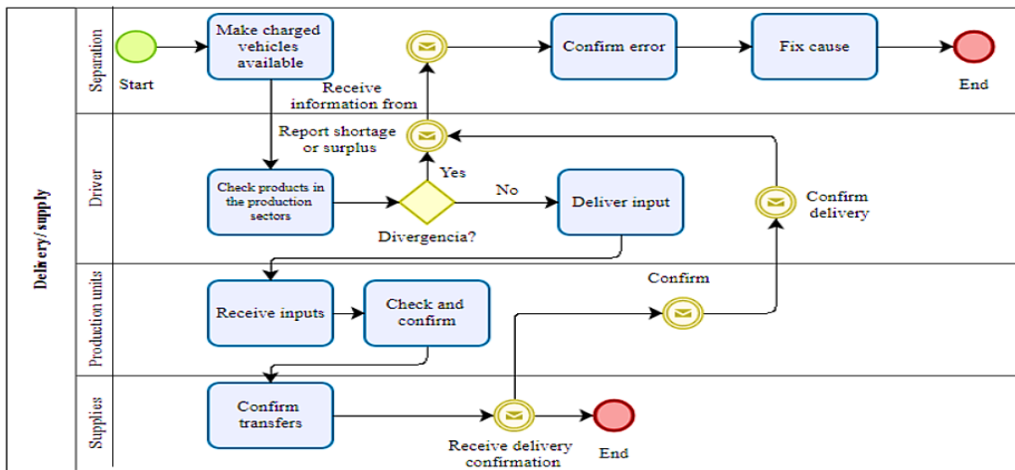 Delivery/supply
Separation
Start
Make charged
vehicles
available
Receive
information from
Confirm error
Fix cause
End
Driver
Report shortage
or surplus
Check products in
the production
sectors
Yes
No
Divergencia?
Deliver input
Confirm
delivery
Production units
Receive inputs
Check and
confirm
Confirm
Supplies
Confirm
transfers
Receive delivery
confirmation
End